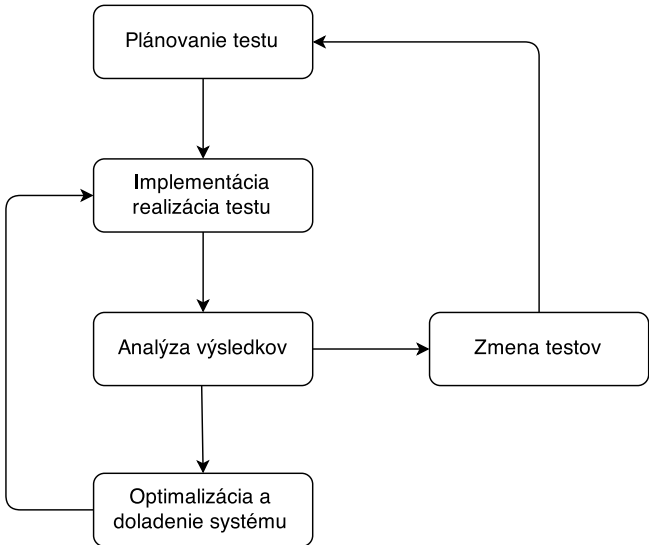 Plánovanie testu
Implementácia
realizácia testu
Analýza výsledkov
Zmena testov
Optimalizácia a
doladenie systému